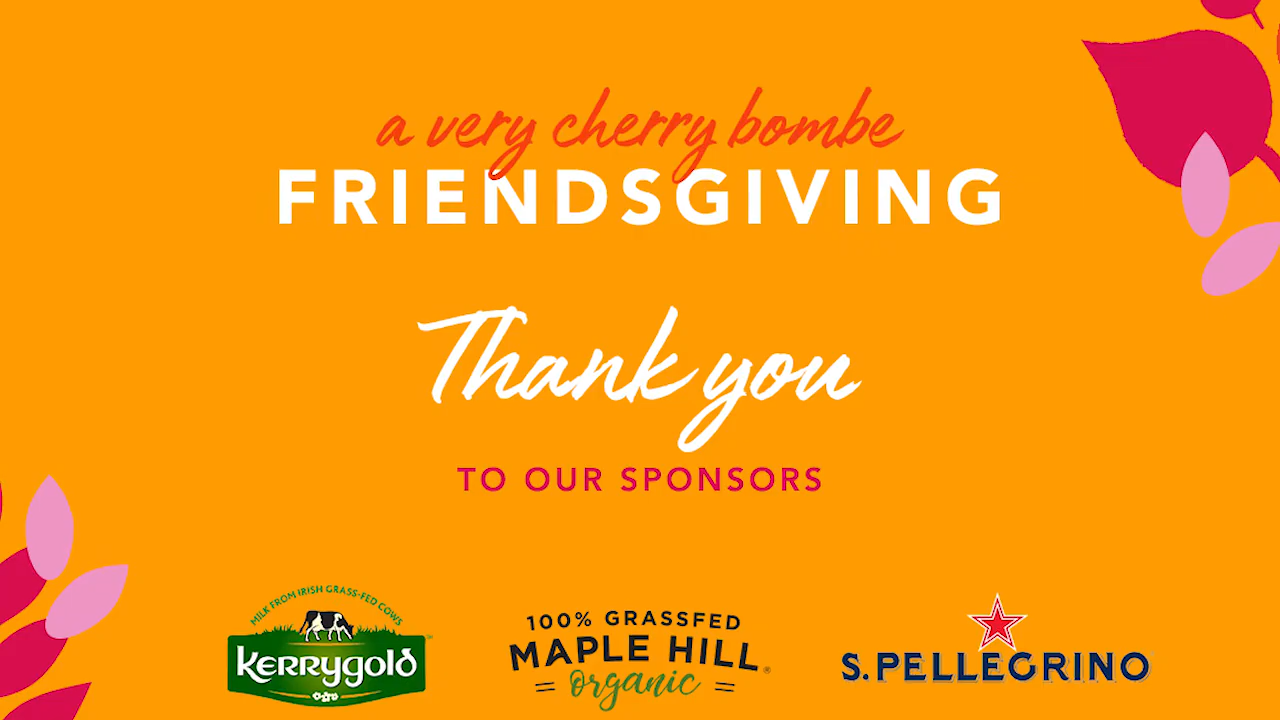 a very cherry bombe
FRIENDSGIVING
Thank you
TO OUR SPONSORS
MILK FROM IRISH GRASS-FED COWS
Kerrygold
100% GRASSFED
MAPLE HILL®
= organic =
S.PELLEGRINO